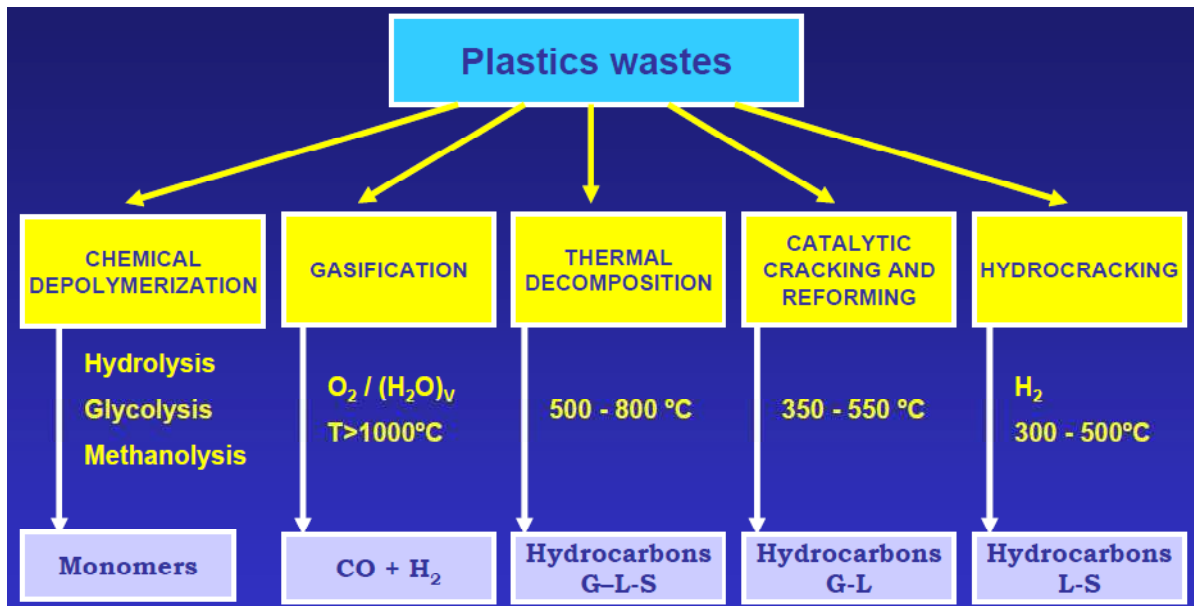 Plastics wastes
CHEMICAL
DEPOLYMERIZATION
GASIFICATION
THERMAL
DECOMPOSITION
CATALYTIC
CRACKING AND
REFORMING
HYDROCRACKING
Hydrolysis
Glycolysis
Methanolysis
O₂ / (H₂O)ᵥ
T>1000ºC
500 - 800 ºC
350 - 550 ºC
H₂
300 - 500ºC
Monomers
CO + H₂
Hydrocarbons
G–L-S
Hydrocarbons
G-L
Hydrocarbons
L-S